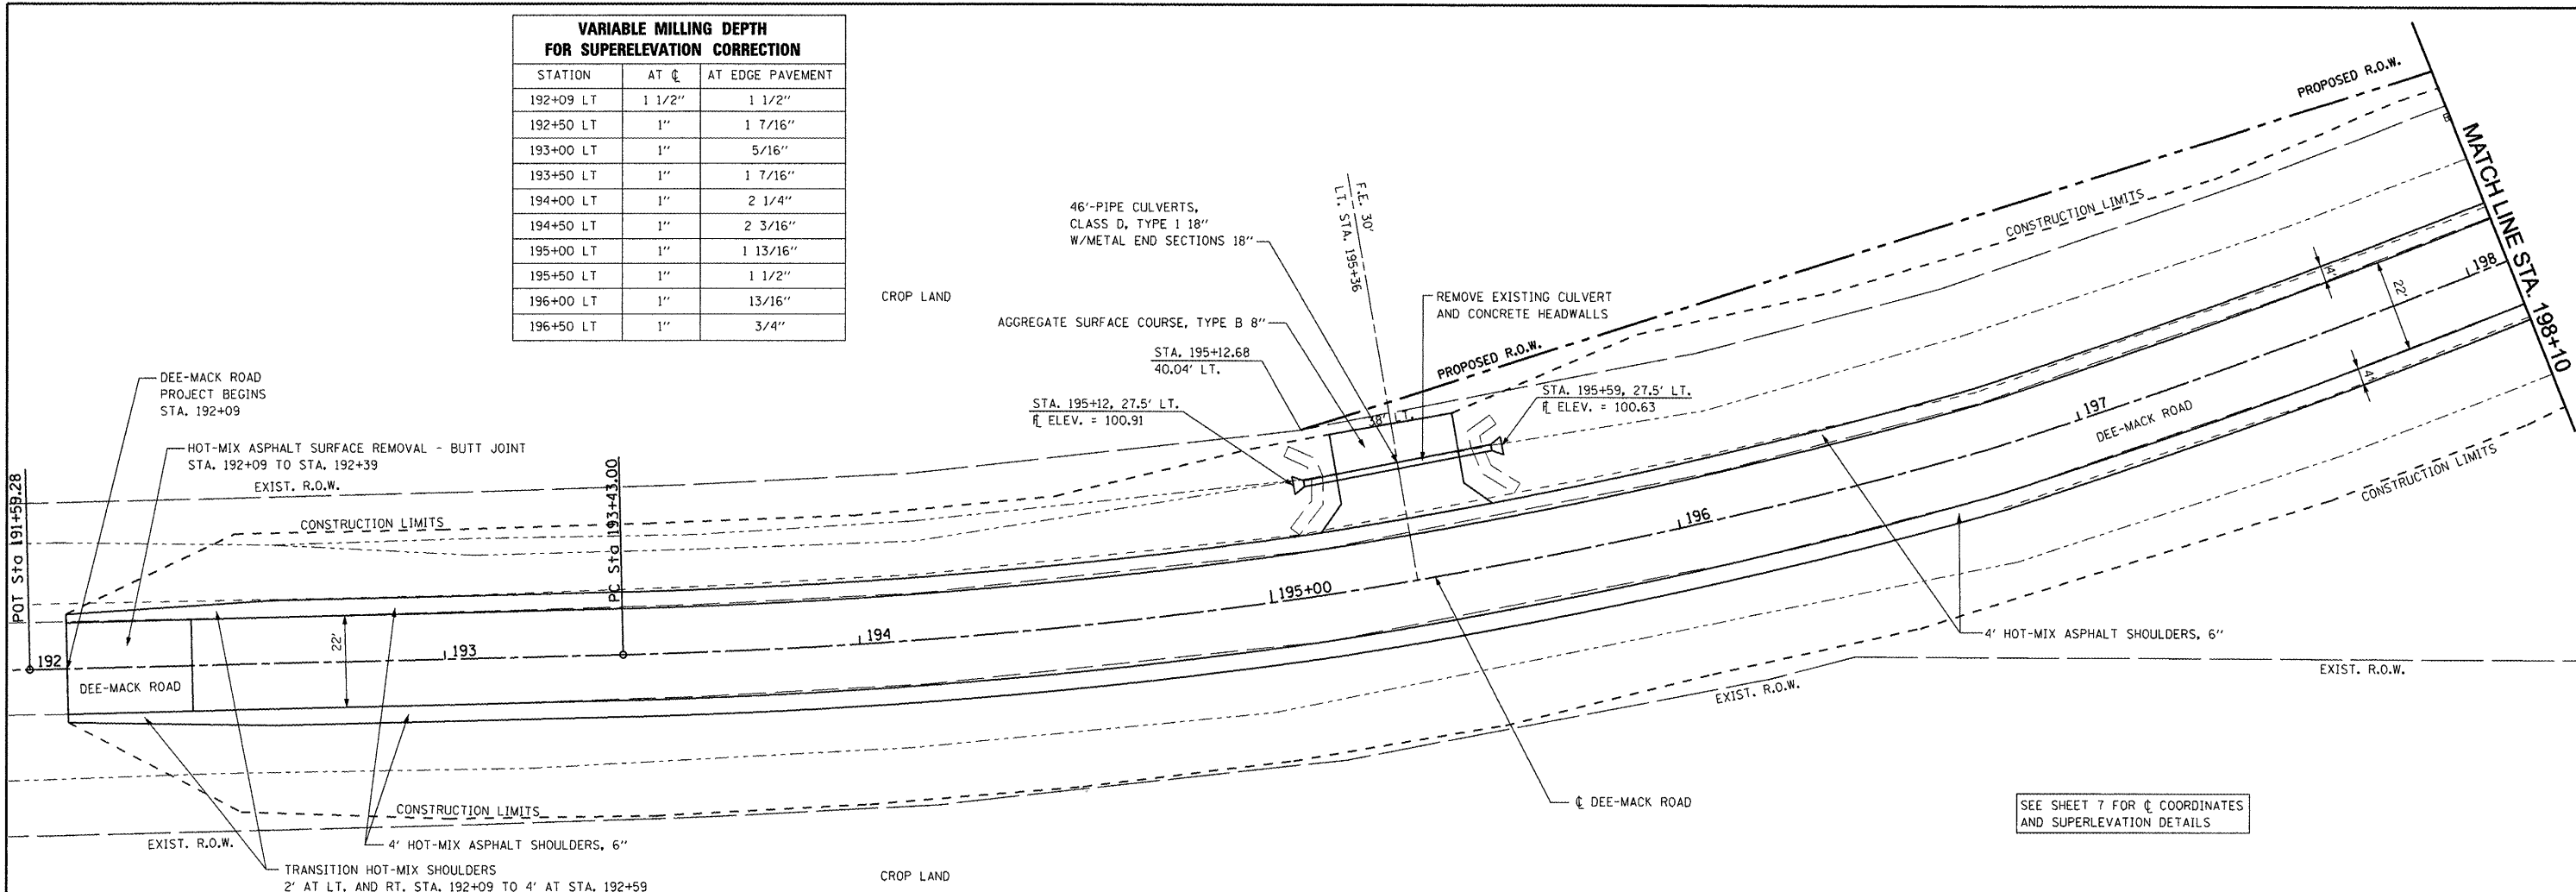 VARIABLE MILLING DEPTH
FOR SUPERELEVATION CORRECTION
STATION AT ℄ AT EDGE PAVEMENT
192+09 LT 1 1/2" 1 1/2"
192+50 LT 1" 1 7/16"
193+00 LT 1" 5/16"
193+50 LT 1" 1 7/16"
194+00 LT 1" 2 1/4"
194+50 LT 1" 2 3/16"
195+00 LT 1" 1 13/16"
195+50 LT 1" 1 1/2"
196+00 LT 1" 13/16"
196+50 LT 1" 3/4"
CROP LAND
46'-PIPE CULVERTS,
CLASS D, TYPE 1 18"
W/METAL END SECTIONS 18"
F.E. 30'
LT. STA. 195+36
REMOVE EXISTING CULVERT
AND CONCRETE HEADWALLS
AGGREGATE SURFACE COURSE, TYPE B 8"
STA. 195+12.68
40.04' LT.
STA. 195+12, 27.5' LT.
F̲L̲ ELEV. = 100.91
38' LT.
STA. 195+59, 27.5' LT.
F̲L̲ ELEV. = 100.63
PROPOSED R.O.W.
PROPOSED R.O.W.
CONSTRUCTION LIMITS
MATCH LINE STA. 198+10
DEE-MACK ROAD
PROJECT BEGINS
STA. 192+09
HOT-MIX ASPHALT SURFACE REMOVAL - BUTT JOINT
STA. 192+09 TO STA. 192+39
EXIST. R.O.W.
CONSTRUCTION LIMITS
POT Sta 191+59.28
PC Sta 193+43.00
192
193
194
195+00
196
197
198
22'
22'
4'
4'
DEE-MACK ROAD
DEE-MACK ROAD
CONSTRUCTION LIMITS
4' HOT-MIX ASPHALT SHOULDERS, 6"
EXIST. R.O.W.
EXIST. R.O.W.
℄ DEE-MACK ROAD
SEE SHEET 7 FOR ℄ COORDINATES
AND SUPERLEVATION DETAILS
CONSTRUCTION LIMITS
EXIST. R.O.W.
4' HOT-MIX ASPHALT SHOULDERS, 6"
TRANSITION HOT-MIX SHOULDERS
2' AT LT. AND RT. STA. 192+09 TO 4' AT STA. 192+59
CROP LAND